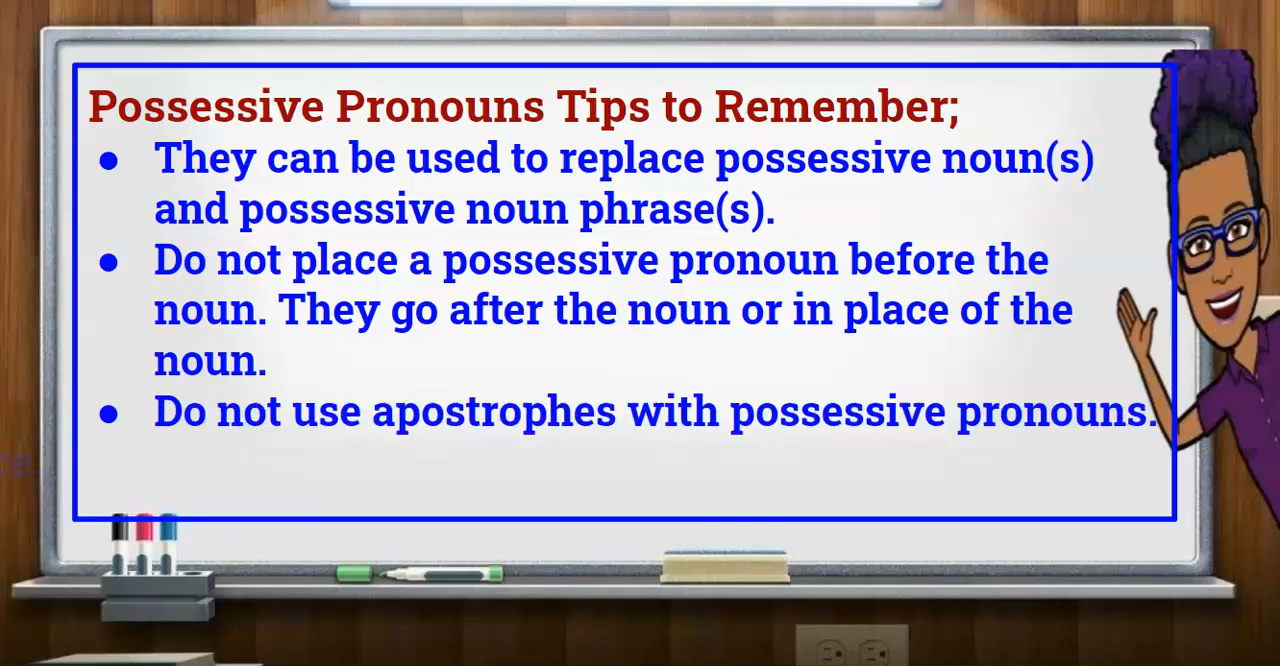 Possessive Pronouns Tips to Remember;
● They can be used to replace possessive noun(s)
and possessive noun phrase(s).
● Do not place a possessive pronoun before the
noun. They go after the noun or in place of the
noun.
● Do not use apostrophes with possessive pronouns.